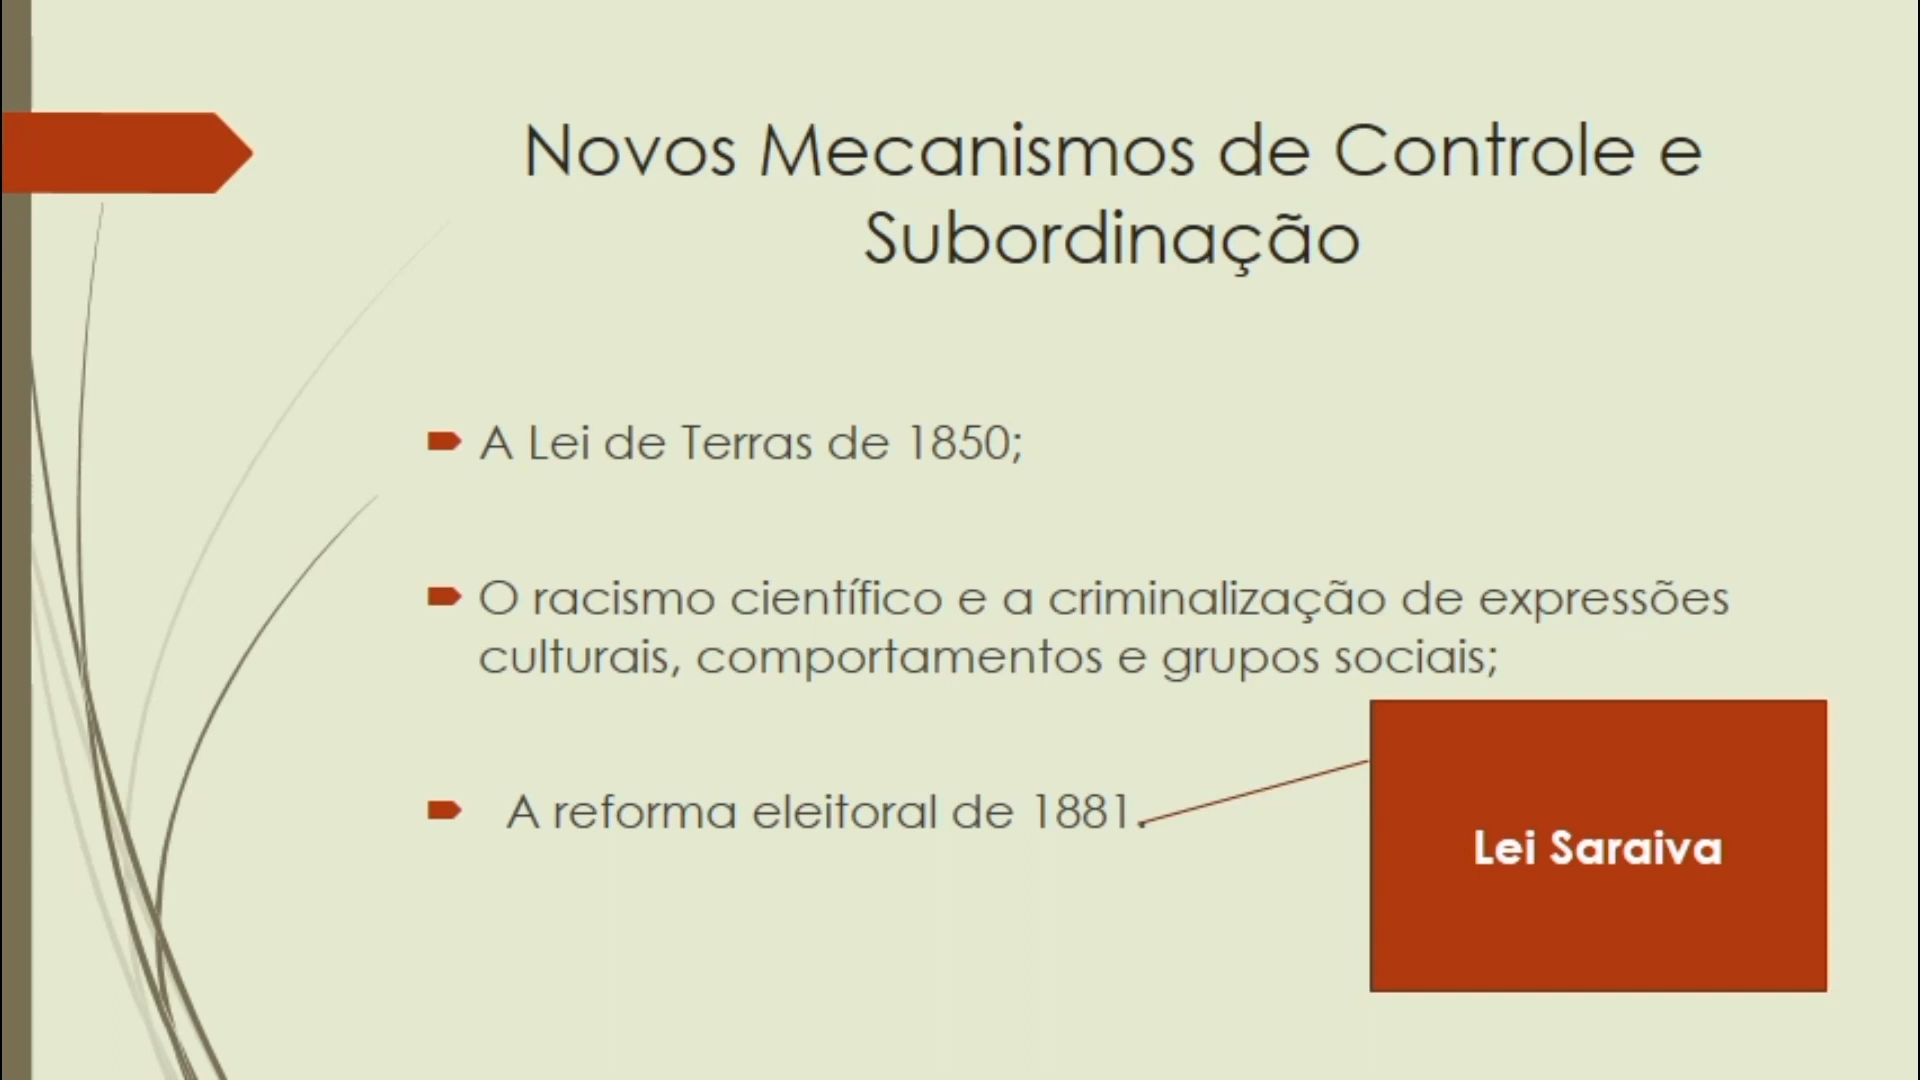 Novos Mecanismos de Controle e
Subordinação
A Lei de Terras de 1850;
O racismo científico e a criminalização de expressões
culturais, comportamentos e grupos sociais;
A reforma eleitoral de 1881.
Lei Saraiva